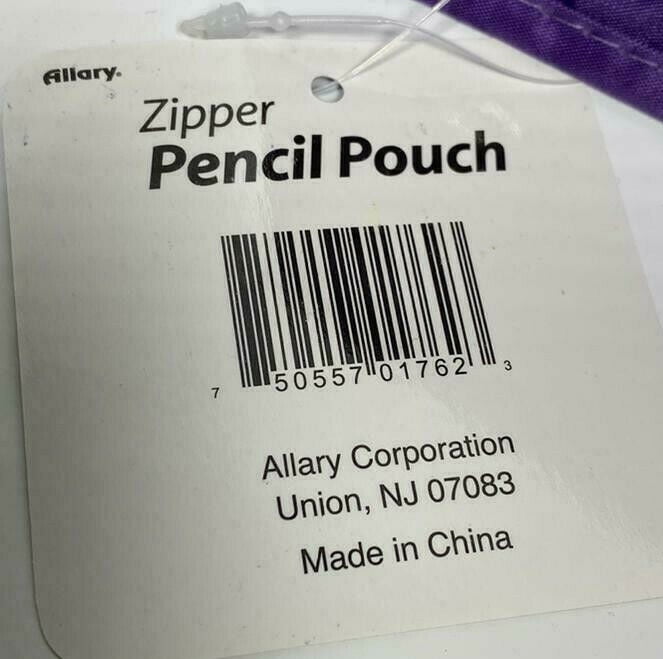 Allary.
Zipper
Pencil Pouch
7 50557 01762 3
Allary Corporation
Union, NJ 07083
Made in China